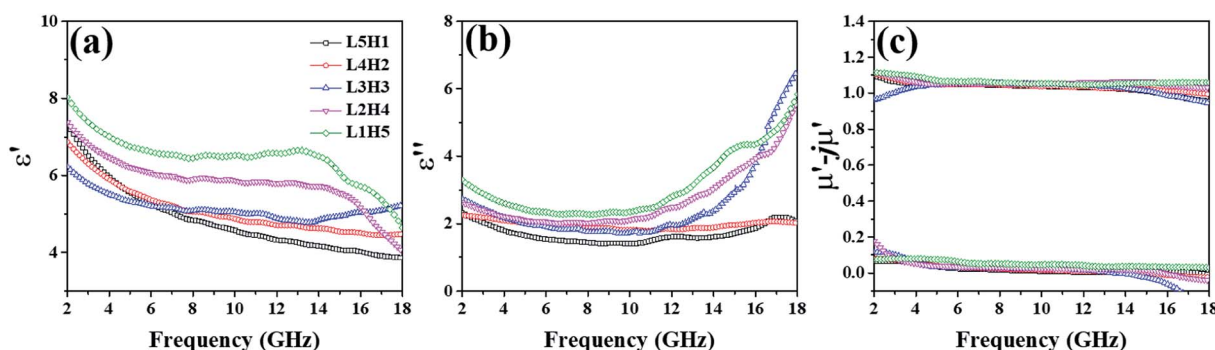 (a)
L5H1
L4H2
L3H3
L2H4
L1H5
ε'
10
8
6
4
2 4 6 8 10 12 14 16 18
Frequency (GHz)
(b)
ε''
8
6
4
2
0
2 4 6 8 10 12 14 16 18
Frequency (GHz)
(c)
μ'-jμ'
1.4
1.2
1.0
0.8
0.6
0.4
0.2
0.0
2 4 6 8 10 12 14 16 18
Frequency (GHz)